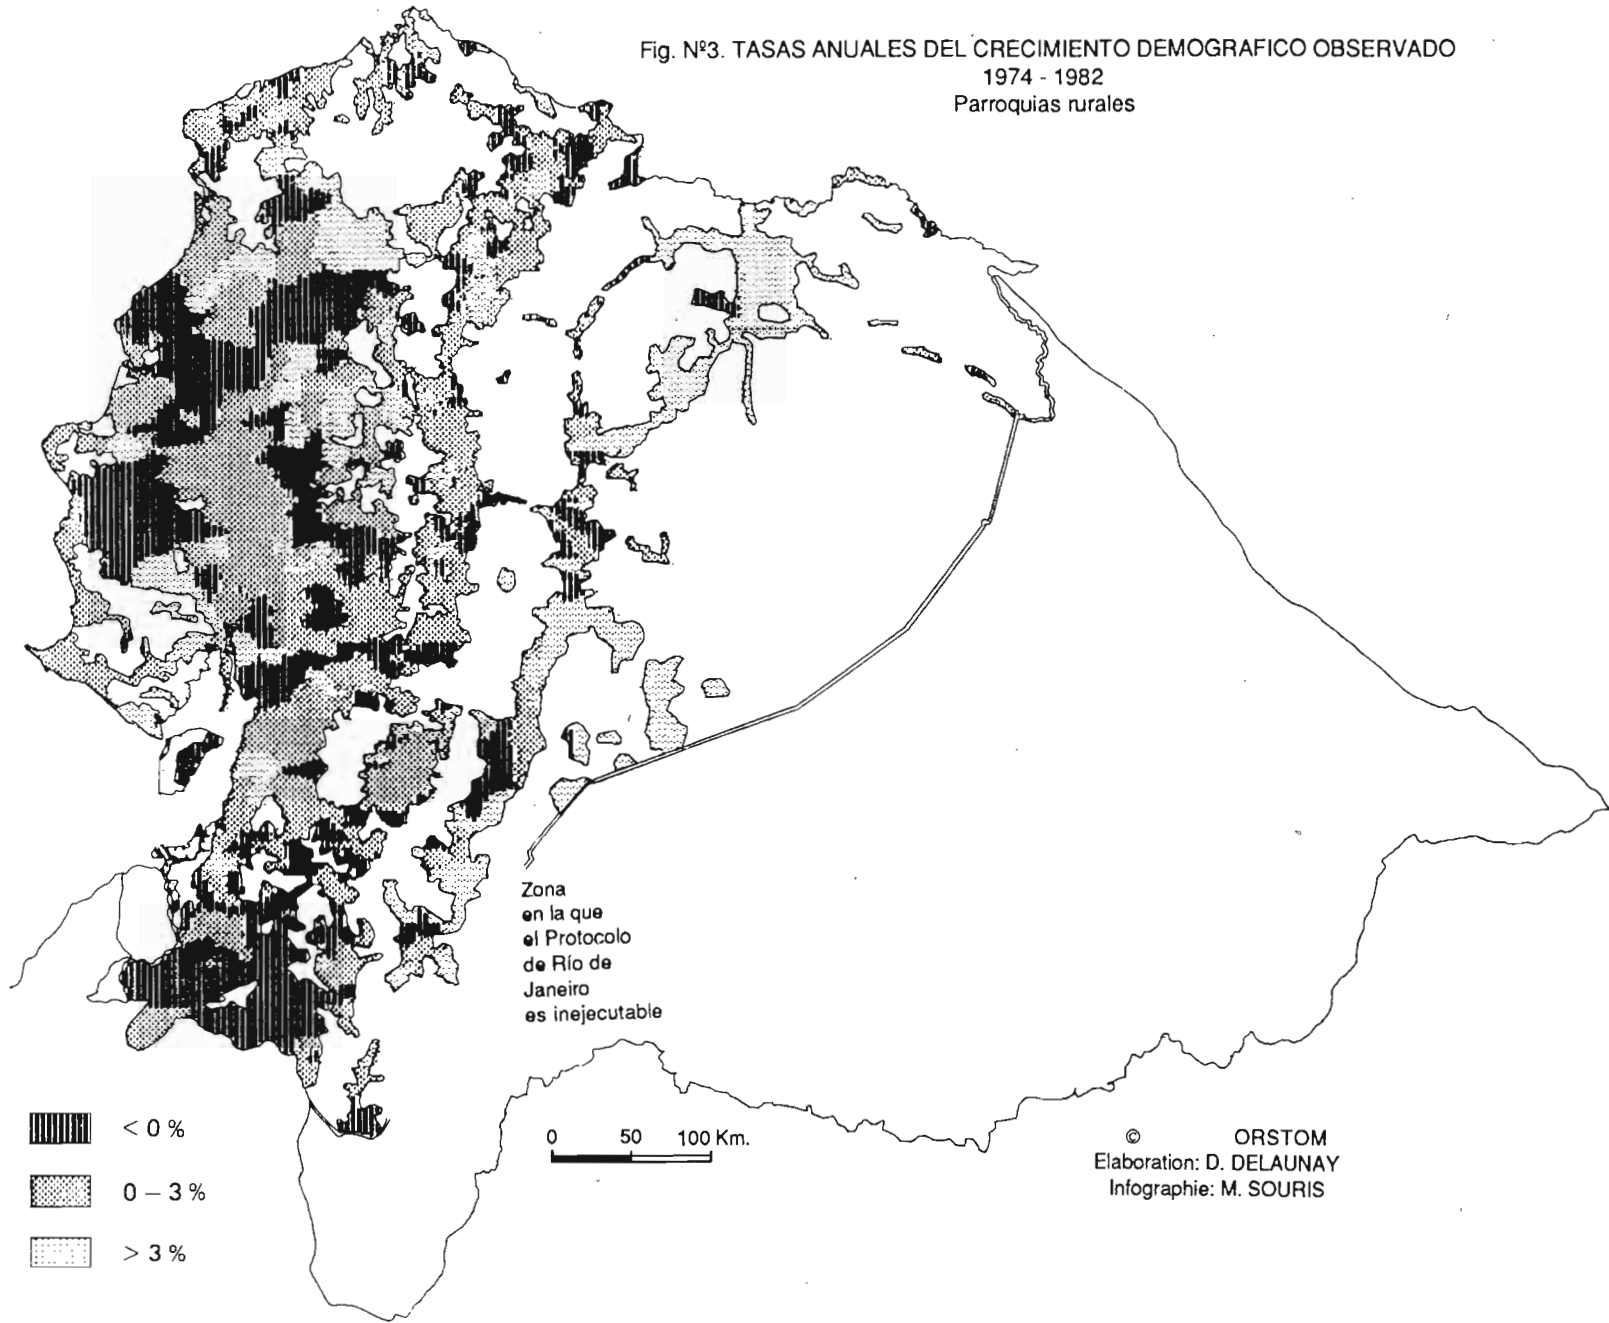 Fig. Nº3. TASAS ANUALES DEL CRECIMIENTO DEMOGRAFICO OBSERVADO
1974 - 1982
Parroquias rurales
Zona
en la que
el Protocolo
de Río de
Janeiro
es inejecutable
< 0 %
0 – 3 %
> 3 %
0 50 100 Km.
© ORSTOM
Elaboration: D. DELAUNAY
Infographie: M. SOURIS